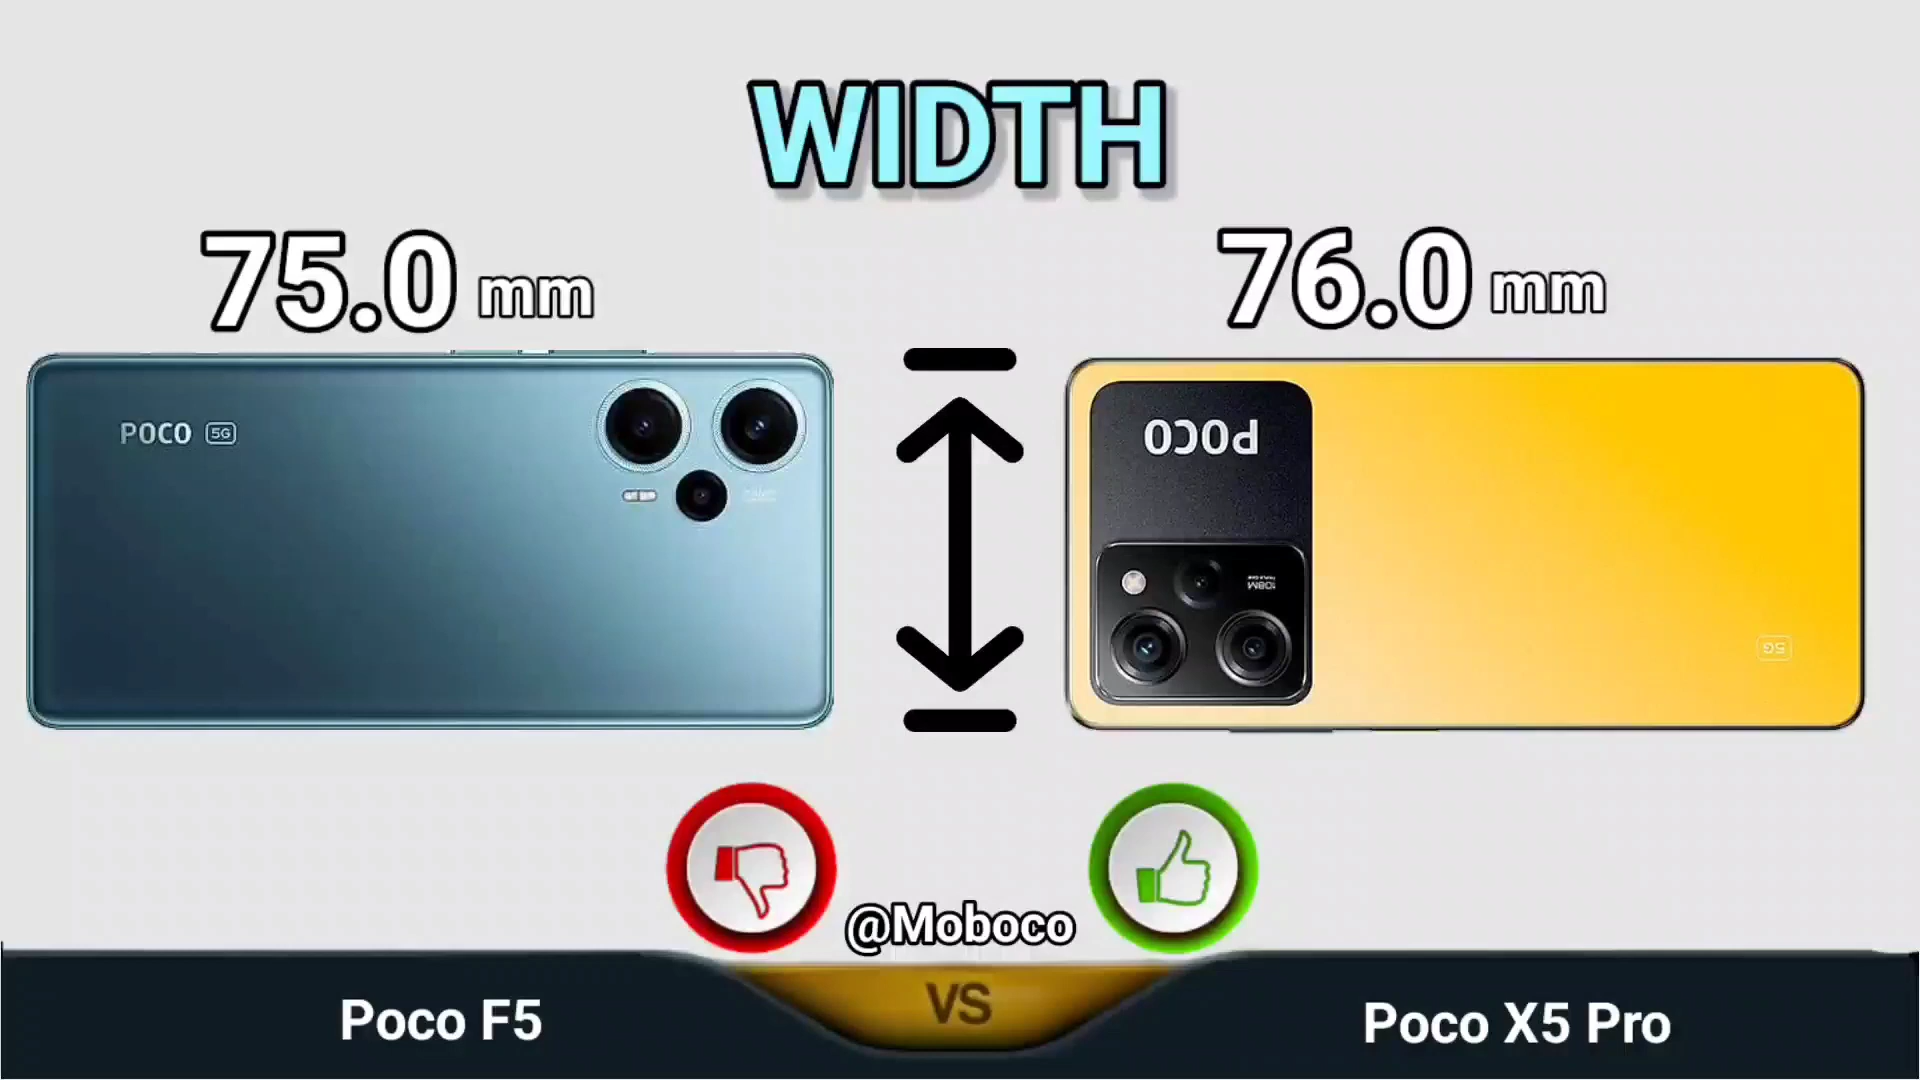 WIDTH
75.0 mm
76.0 mm
POCO 5G
POCO
108M
5G
@Moboco
VS
Poco F5
Poco X5 Pro